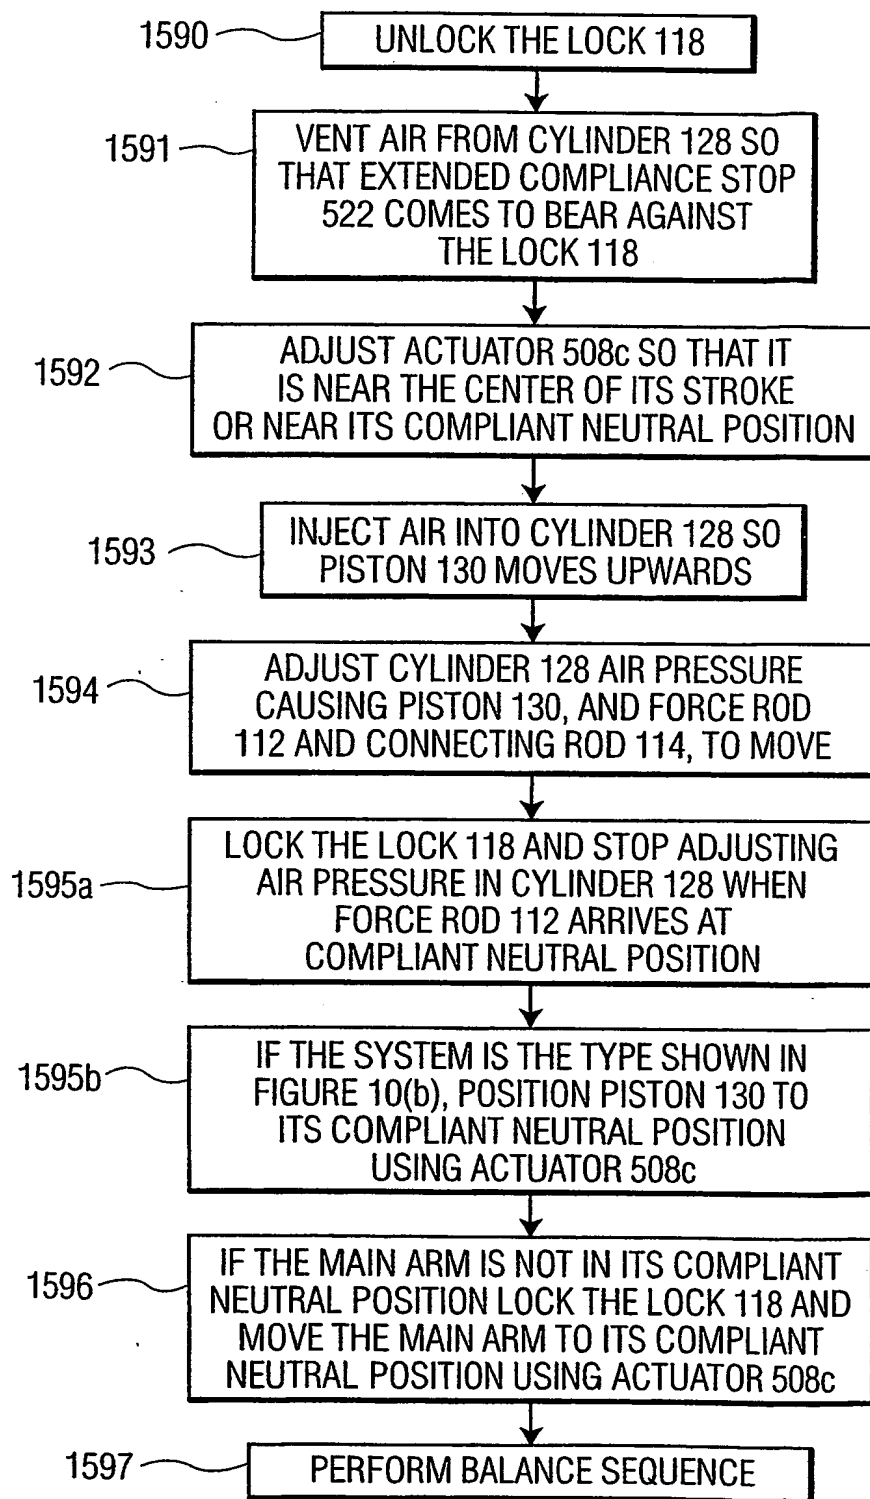 1590
UNLOCK THE LOCK 118
1591
VENT AIR FROM CYLINDER 128 SO
THAT EXTENDED COMPLIANCE STOP
522 COMES TO BEAR AGAINST
THE LOCK 118
1592
ADJUST ACTUATOR 508c SO THAT IT
IS NEAR THE CENTER OF ITS STROKE
OR NEAR ITS COMPLIANT NEUTRAL POSITION
1593
INJECT AIR INTO CYLINDER 128 SO
PISTON 130 MOVES UPWARDS
1594
ADJUST CYLINDER 128 AIR PRESSURE
CAUSING PISTON 130, AND FORCE ROD
112 AND CONNECTING ROD 114, TO MOVE
1595a
LOCK THE LOCK 118 AND STOP ADJUSTING
AIR PRESSURE IN CYLINDER 128 WHEN
FORCE ROD 112 ARRIVES AT
COMPLIANT NEUTRAL POSITION
1595b
IF THE SYSTEM IS THE TYPE SHOWN IN
FIGURE 10(b), POSITION PISTON 130 TO
ITS COMPLIANT NEUTRAL POSITION
USING ACTUATOR 508c
1596
IF THE MAIN ARM IS NOT IN ITS COMPLIANT
NEUTRAL POSITION LOCK THE LOCK 118 AND
MOVE THE MAIN ARM TO ITS COMPLIANT
NEUTRAL POSITION USING ACTUATOR 508c
1597
PERFORM BALANCE SEQUENCE